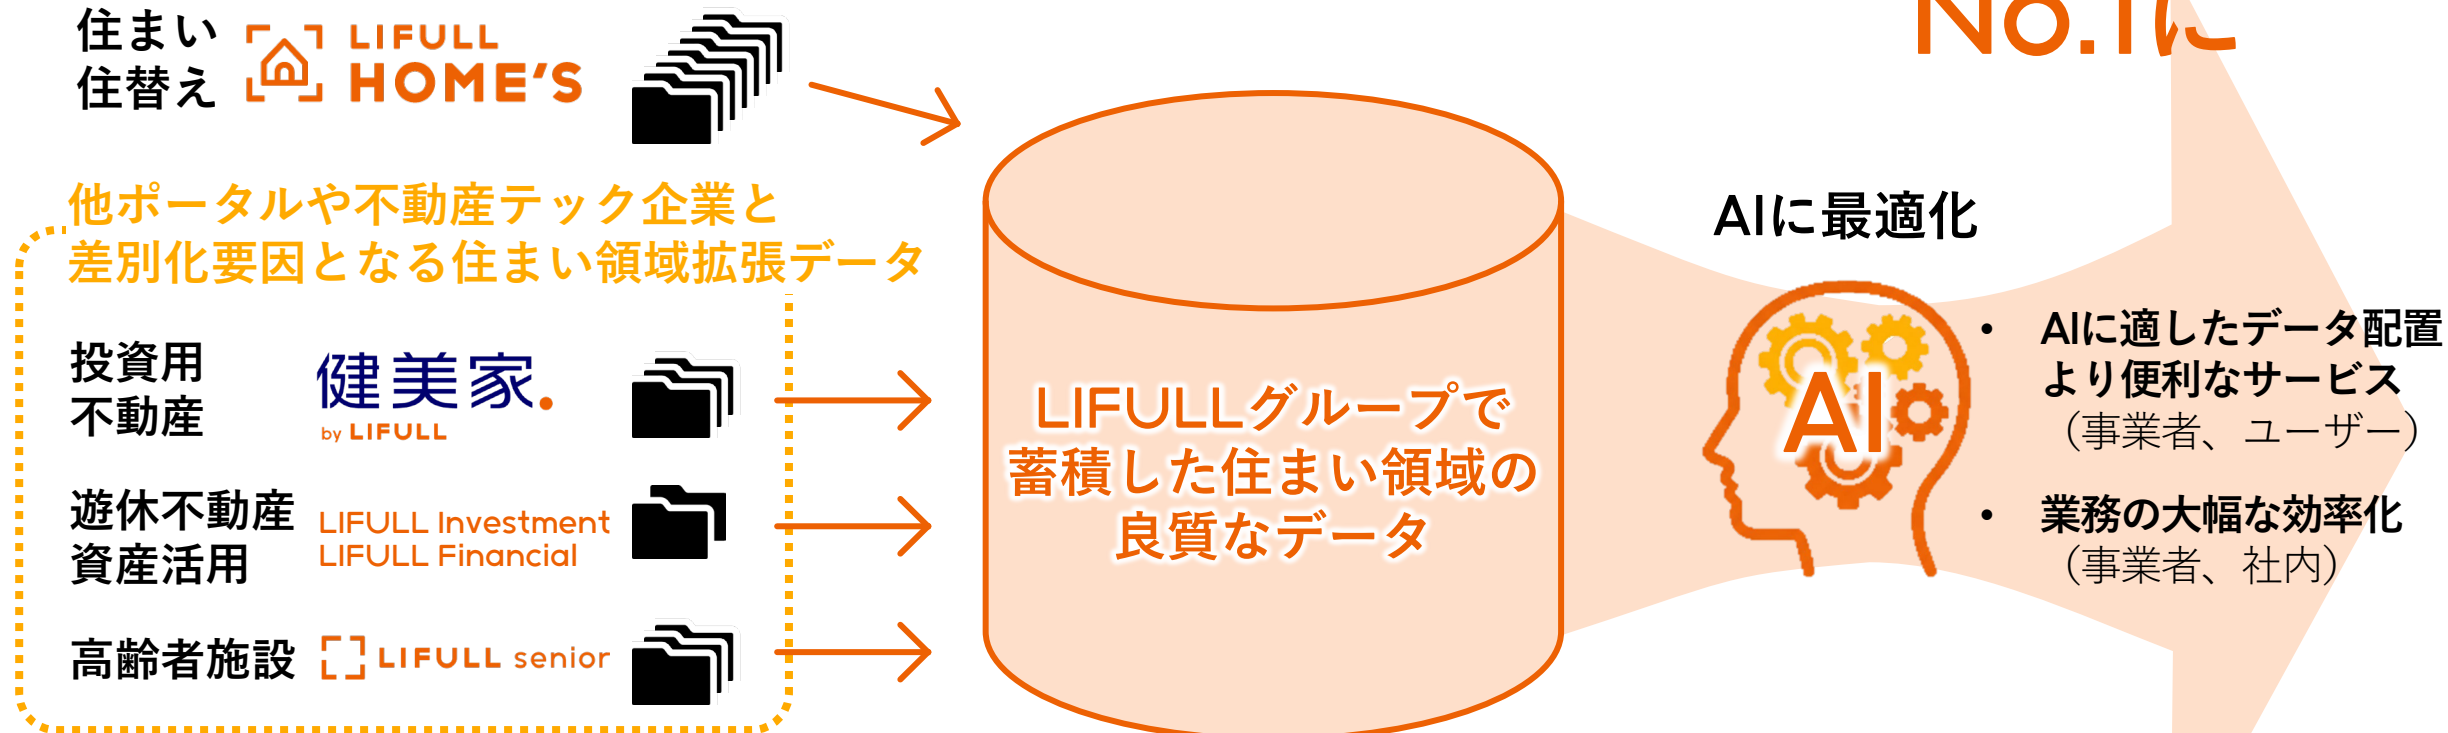 No.1に
住まい
住替え
LIFULL
HOME'S
他ポータルや不動産テック企業と
差別化要因となる住まい領域拡張データ
投資用
不動産
健美家.
by LIFULL
遊休不動産
資産活用
LIFULL Investment
LIFULL Financial
高齢者施設
LIFULL senior
LIFULLグループで
蓄積した住まい領域の
良質なデータ
AIに最適化
AI
• AIに適したデータ配置
より便利なサービス
（事業者、ユーザー）
• 業務の大幅な効率化
（事業者、社内）